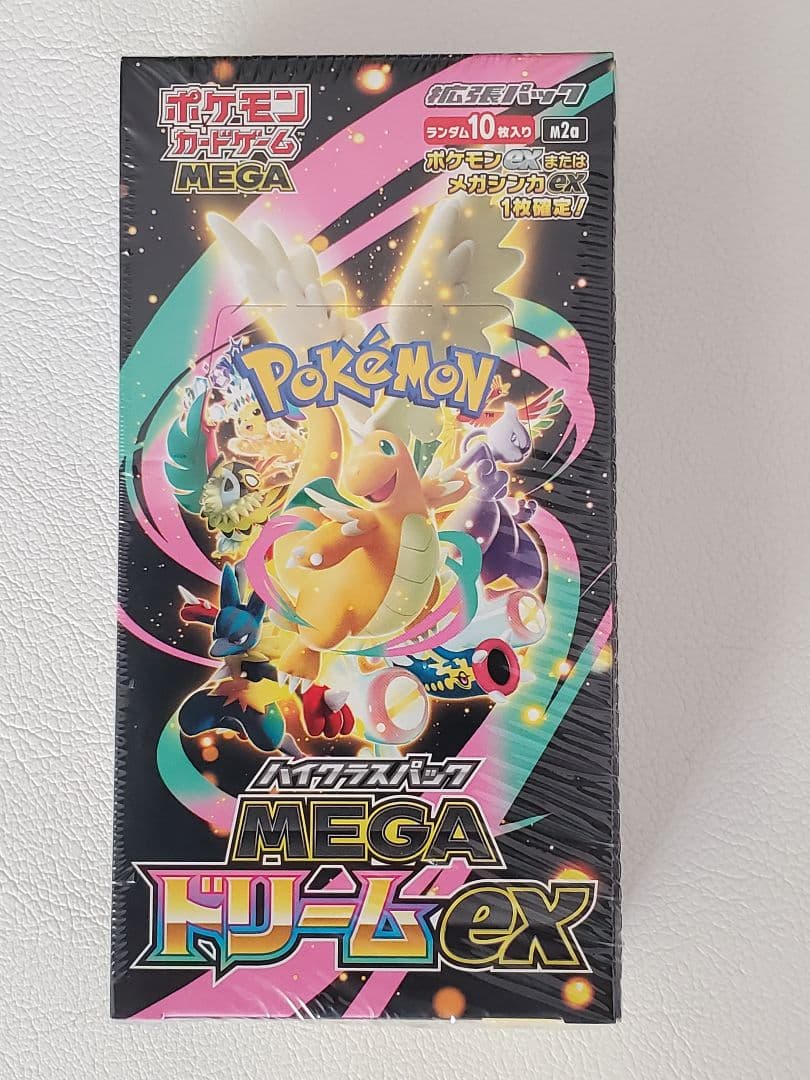 ポケモン
カードゲーム™
MEGA
拡張パック
ランダム10枚入り M2a
ポケモンexまたは
メガシンカex
1枚確定!
POKéMON™
ハイクラスパック
MEGA
ドリームex